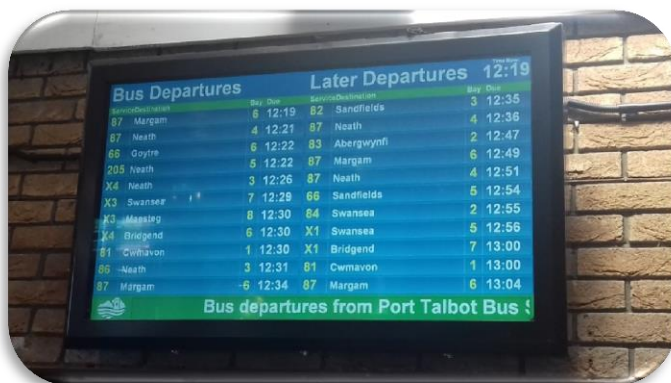 Bus Departures
ServiceDestination Bay Due
87 Margam 6 12:19
87 Neath 4 12:21
66 Goytre 6 12:22
205 Neath 5 12:22
X4 Neath 3 12:26
X3 Swansea 7 12:29
X3 Maesteg 8 12:30
X4 Bridgend 6 12:30
81 Cwmavon 1 12:30
86 Neath 3 12:31
87 Margam 6 12:34
Later Departures
Time Now
12:19
ServiceDestination Bay Due
82 Sandfields 3 12:35
87 Neath 4 12:36
83 Abergwynfi 2 12:47
87 Margam 6 12:49
87 Neath 4 12:51
66 Sandfields 5 12:54
84 Swansea 2 12:55
X1 Swansea 5 12:56
X1 Bridgend 7 13:00
81 Cwmavon 1 13:00
87 Margam 6 13:04
Bus departures from Port Talbot Bus